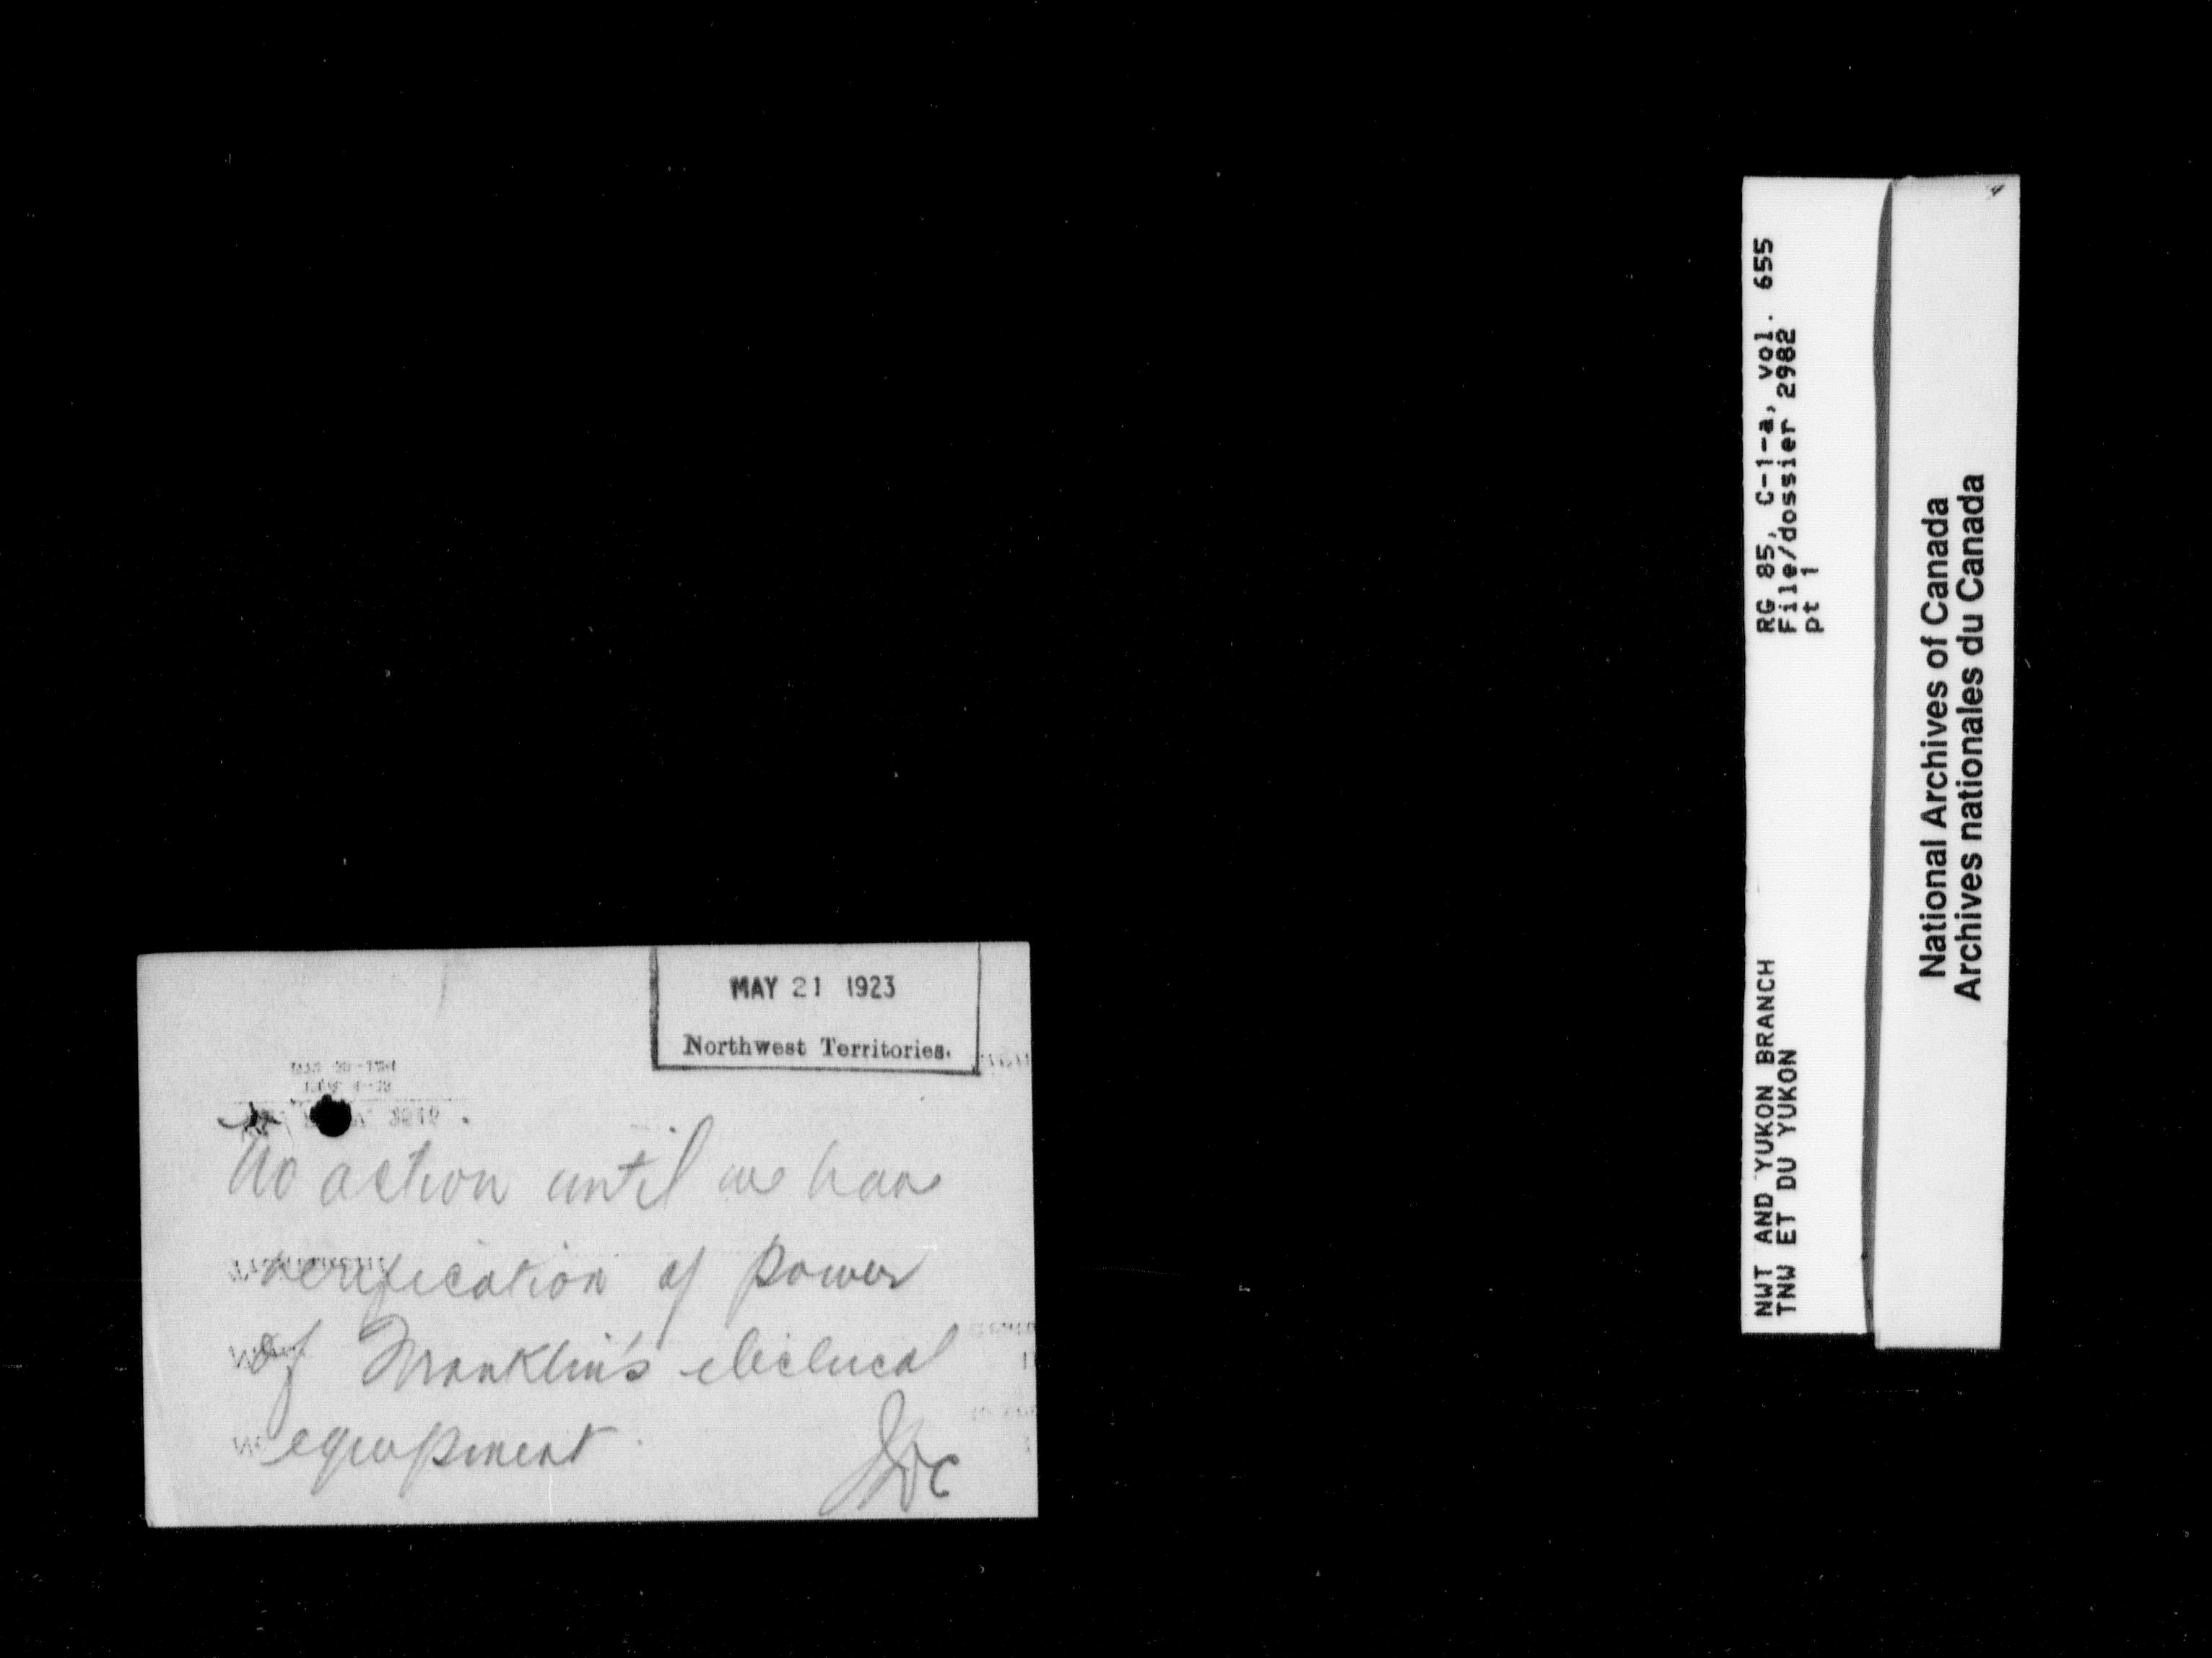 MAY 21 1923
Northwest Territories.
No action until we have
verification of power
of Franklin's electrical
equipment
RG 85, C-1-a, vol. 655
File/dossier 2982
pt 1
NWT AND YUKON BRANCH
TNW ET DU YUKON
National Archives of Canada
Archives nationales du Canada